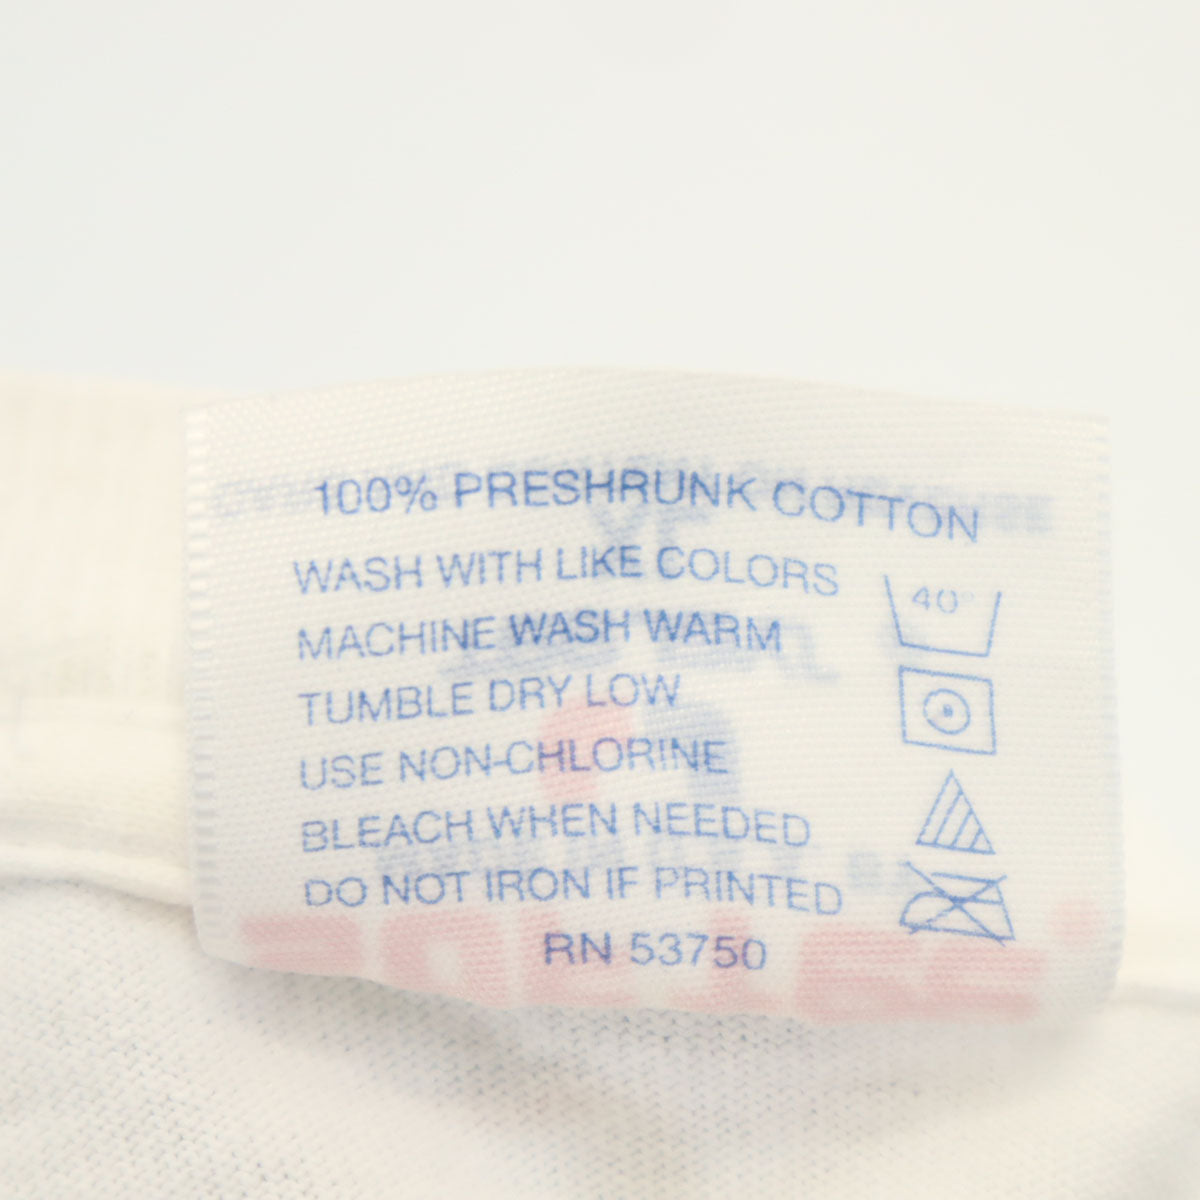 100% PRESHRUNK COTTON
WASH WITH LIKE COLORS
MACHINE WASH WARM
TUMBLE DRY LOW
USE NON-CHLORINE
BLEACH WHEN NEEDED
DO NOT IRON IF PRINTED
RN 53750
40°